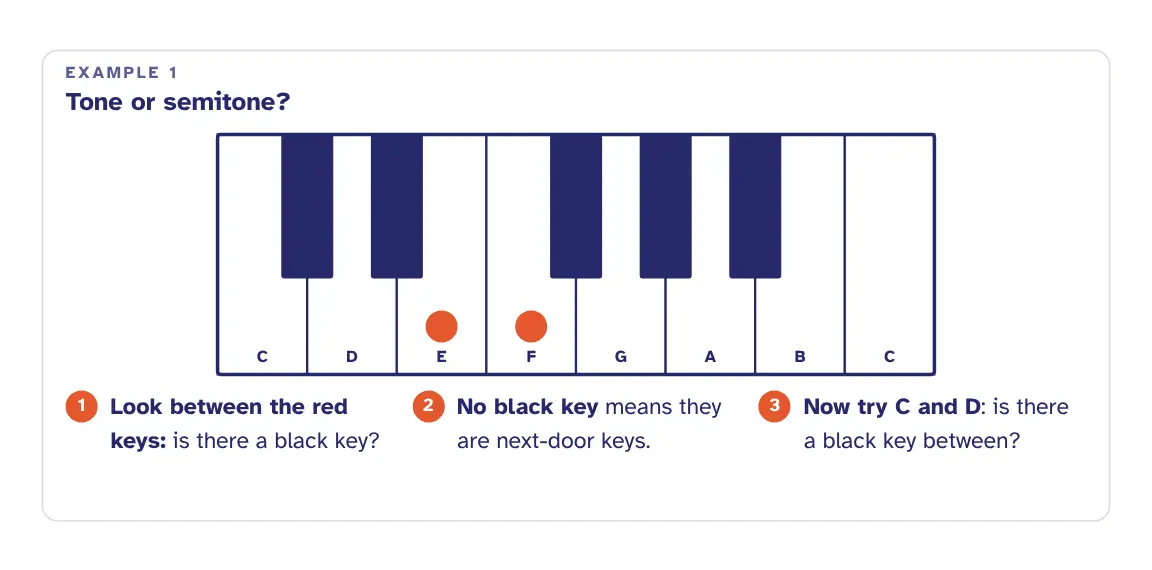 EXAMPLE 1
Tone or semitone?
C D E F G A B C
1 Look between the red
keys: is there a black key?
2 No black key means they
are next-door keys.
3 Now try C and D: is there
a black key between?